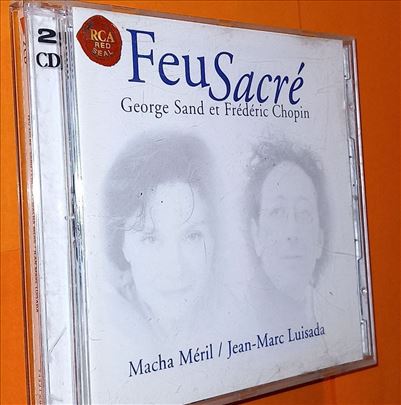 2
CD
RCA
RED
SEAL
FeuSacré
George Sand et Frédéric Chopin
Macha Méril / Jean-Marc Luisada